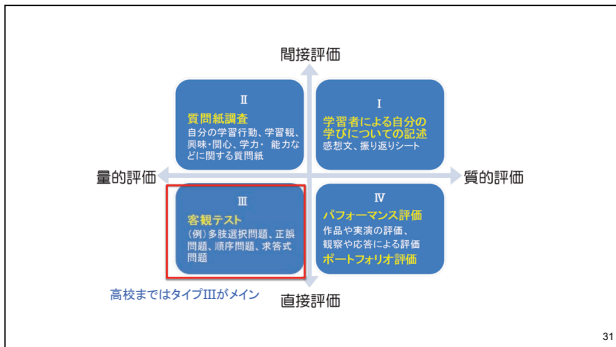 間接評価
Ⅱ
質問紙調査
自分の学習行動、学習観、
興味・関心、学力・ 能力な
どに関する質問紙
Ⅰ
学習者による自分の
学びについての記述
感想文、振り返りシート
量的評価
質的評価
Ⅲ
客観テスト
(例)多肢選択問題、正誤
問題、順序問題、求答式
問題
Ⅳ
パフォーマンス評価
作品や実演の評価、
観察や応答による評価
ポートフォリオ評価
高校まではタイプⅢがメイン
直接評価
31